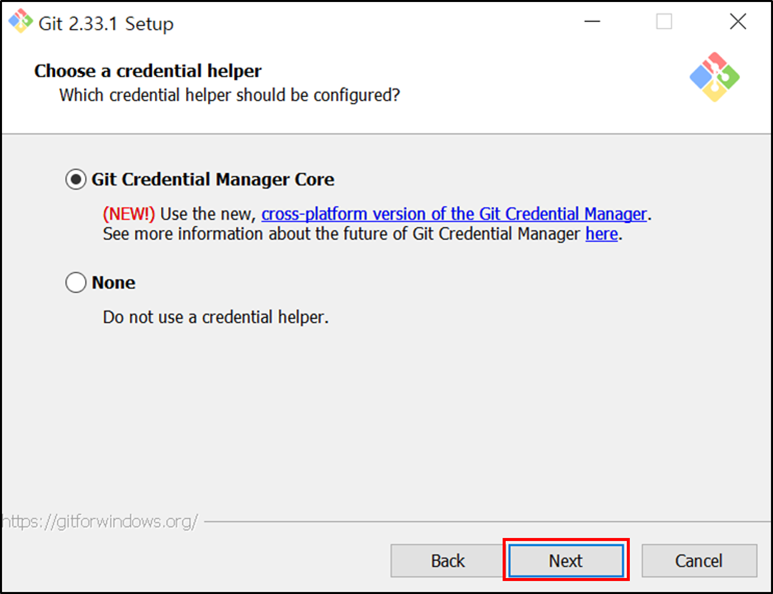 Git 2.33.1 Setup
Choose a credential helper
Which credential helper should be configured?
Git Credential Manager Core
(NEW!) Use the new, cross-platform version of the Git Credential Manager.
See more information about the future of Git Credential Manager here.
None
Do not use a credential helper.
https://gitforwindows.org/
Back Next Cancel